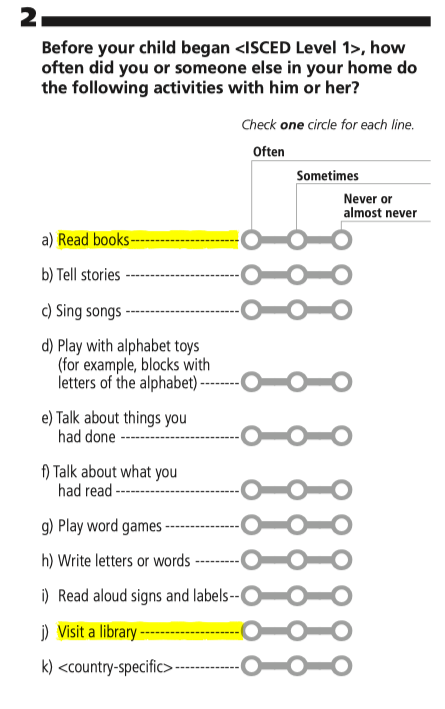 2
Before your child began <ISCED Level 1>, how
often did you or someone else in your home do
the following activities with him or her?
Check one circle for each line.
Often
Sometimes
Never or
almost never
a) Read books
b) Tell stories
c) Sing songs
d) Play with alphabet toys
(for example, blocks with
letters of the alphabet)
e) Talk about things you
had done
f) Talk about what you
had read
g) Play word games
h) Write letters or words
i) Read aloud signs and labels
j) Visit a library
k) <country-specific>